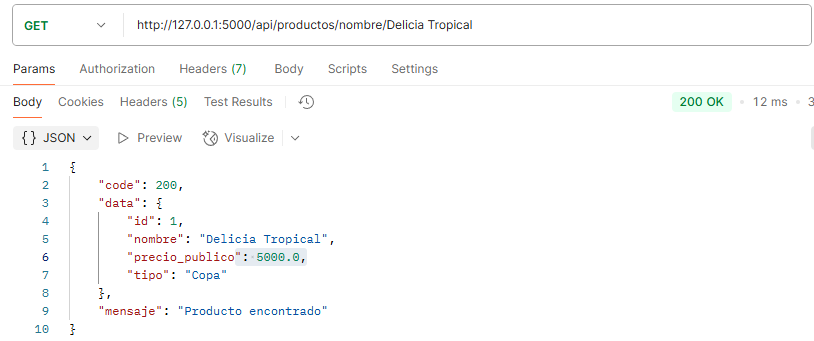 GET http://127.0.0.1:5000/api/productos/nombre/Delicia Tropical
Params Authorization Headers (7) Body Scripts Settings
Body Cookies Headers (5) Test Results 200 OK • 12 ms • 3
{} JSON Preview Visualize
1 {
2 "code": 200,
3 "data": {
4 "id": 1,
5 "nombre": "Delicia Tropical",
6 "precio_publico": 5000.0,
7 "tipo": "Copa"
8 },
9 "mensaje": "Producto encontrado"
10 }